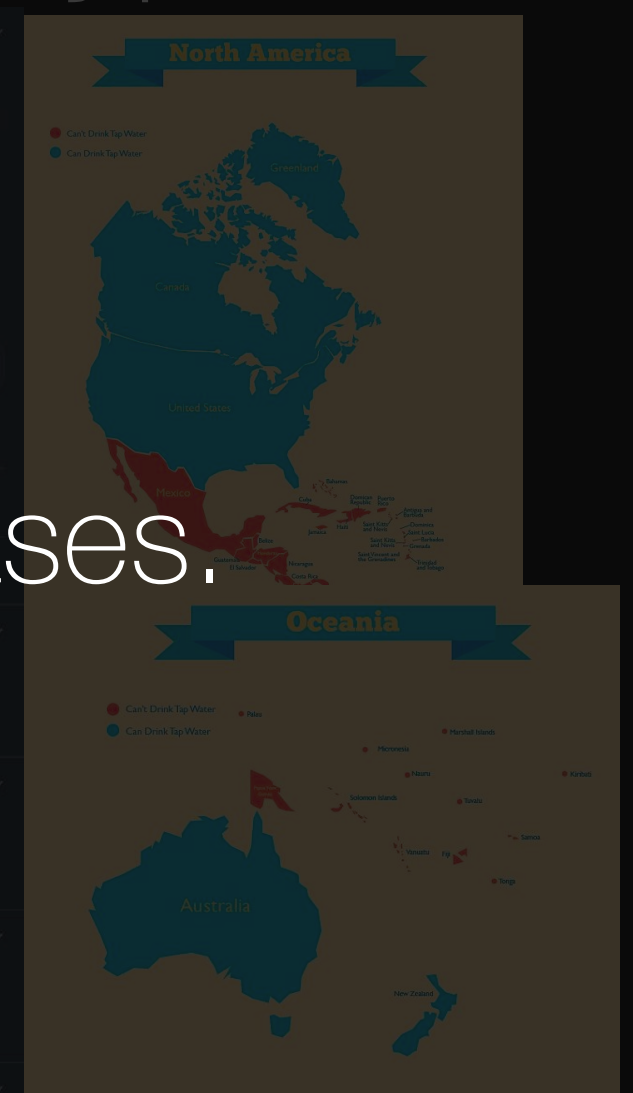 North America
Can't Drink Tap Water
Can Drink Tap Water
Greenland
Canada
United States
Mexico
Bahamas
Cuba
Dominican
Republic
Puerto
Rico
Jamaica
Haiti
Antigua and
Barbuda
Saint Kitts
and Nevis
Dominica
Saint Lucia
Barbados
Saint Kitts
and Nevis
Grenada
Saint Vincent and
the Grenadines
Trinidad
and Tobago
Belize
Guatemala
El Salvador
Nicaragua
Costa Rica
ses.
Oceania
Can't Drink Tap Water
Can Drink Tap Water
Palau
Marshall Islands
Micronesia
Nauru
Kiribati
Solomon Islands
Tuvalu
Samoa
Vanuatu
Fiji
Tonga
Australia
New Zealand